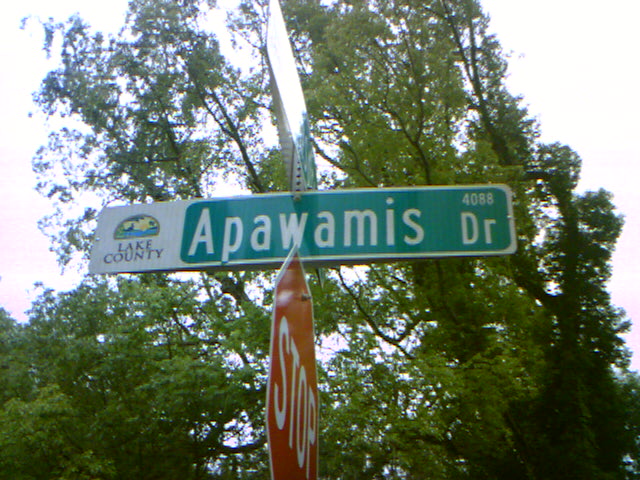 LAKE
COUNTY
Apawamis Dr
4088
STOP